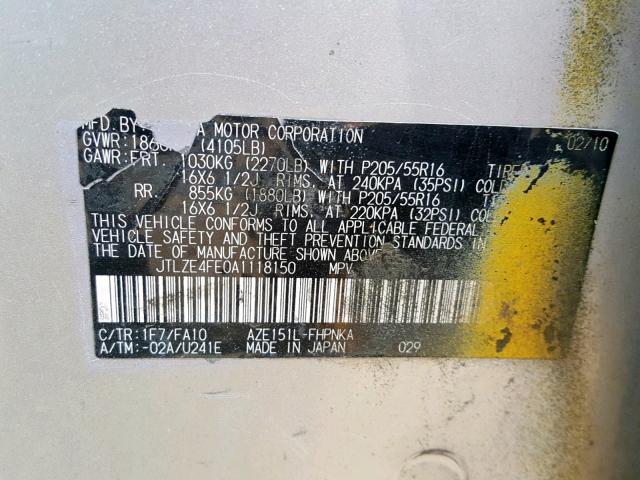 MFD.BY: A MOTOR CORPORATION 02/10
GVWR:186 (4105LB)
GAWR:FRT. 1030KG (2270LB) WITH P205/55R16
16X6 1/2J RIMS, AT 240KPA (35PSI) COLD
RR 855KG (1880LB) WITH P205/55R16
16X6 1/2J RIMS, AT 220KPA (32PSI) COLD
THIS VEHICLE CONFORMS TO ALL APPLICABLE FEDERAL
VEHICLE SAFETY AND THEFT PREVENTION STANDARDS IN
THE DATE OF MANUFACTURE SHOWN ABOVE
JTLZE4FE0A1118150 MPV
C/TR:1F7/FA10 AZE151L-FHPNKA
A/TM:-02A/U241E MADE IN JAPAN 029